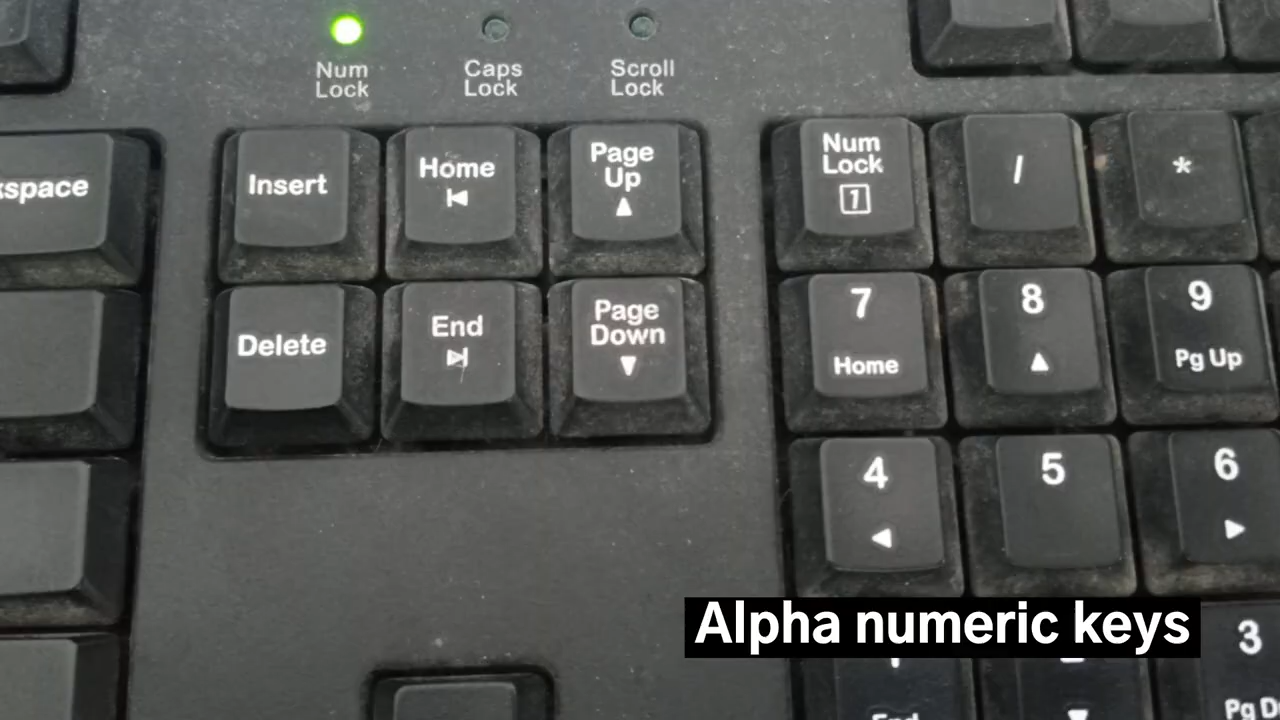 Num
Lock
Caps
Lock
Scroll
Lock
kspace
Insert
Home
Page
Up
Num
Lock
1
/
*
Delete
End
Page
Down
7
Home
8
9
Pg Up
4
5
6
Alpha numeric keys
3